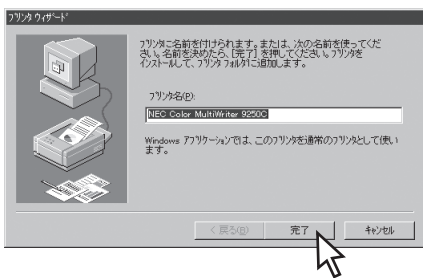 プリンタ ウィザード
プリンタに名前を付けられます。または、次の名前を使ってくだ
さい。名前を決めたら、[完了] を押してください。プリンタを
インストールして、プリンタ フォルダに追加します。
プリンタ名(P):
NEC Color MultiWriter 9250C
Windows アプリケーションでは、このプリンタを通常のプリンタとして使い
ます。
< 戻る(B)
完了
キャンセル